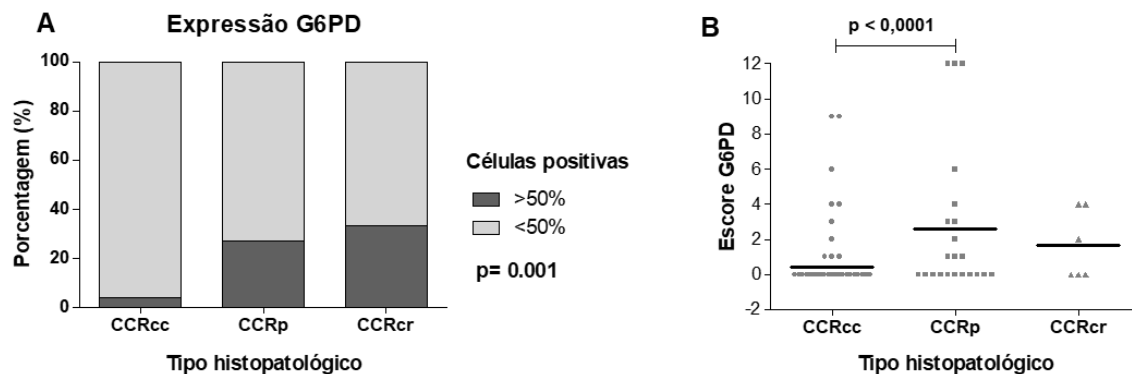 A
Expressão G6PD
Porcentagem (%)
100
80
60
40
20
0
CCRcc CCRp CCRcr
Tipo histopatológico
Células positivas
>50%
<50%
p= 0.001
B
p < 0,0001
Escore G6PD
12
10
8
6
4
2
0
-2
CCRcc CCRp CCRcr
Tipo histopatológico